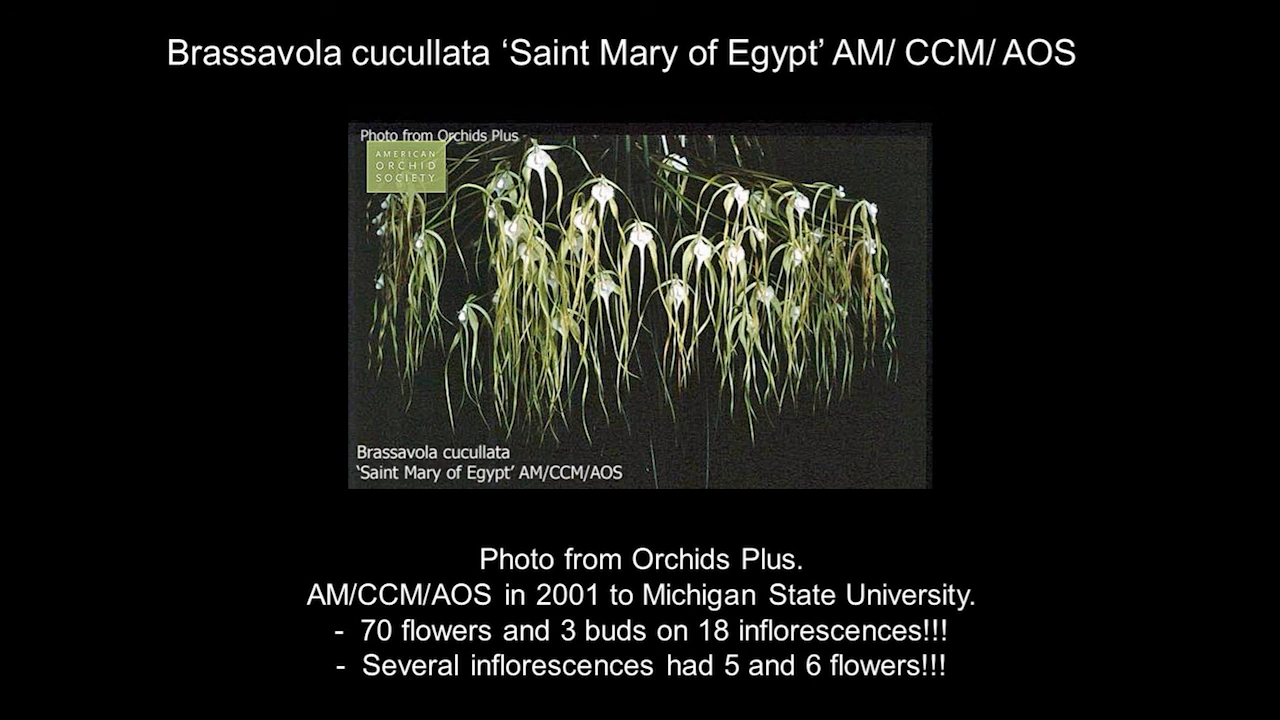 Brassavola cucullata ‘Saint Mary of Egypt’ AM/ CCM/ AOS
Photo from Orchids Plus
AMERICAN
ORCHID
SOCIETY
Brassavola cucullata
‘Saint Mary of Egypt’ AM/CCM/AOS
Photo from Orchids Plus.
AM/CCM/AOS in 2001 to Michigan State University.
- 70 flowers and 3 buds on 18 inflorescences!!!
- Several inflorescences had 5 and 6 flowers!!!